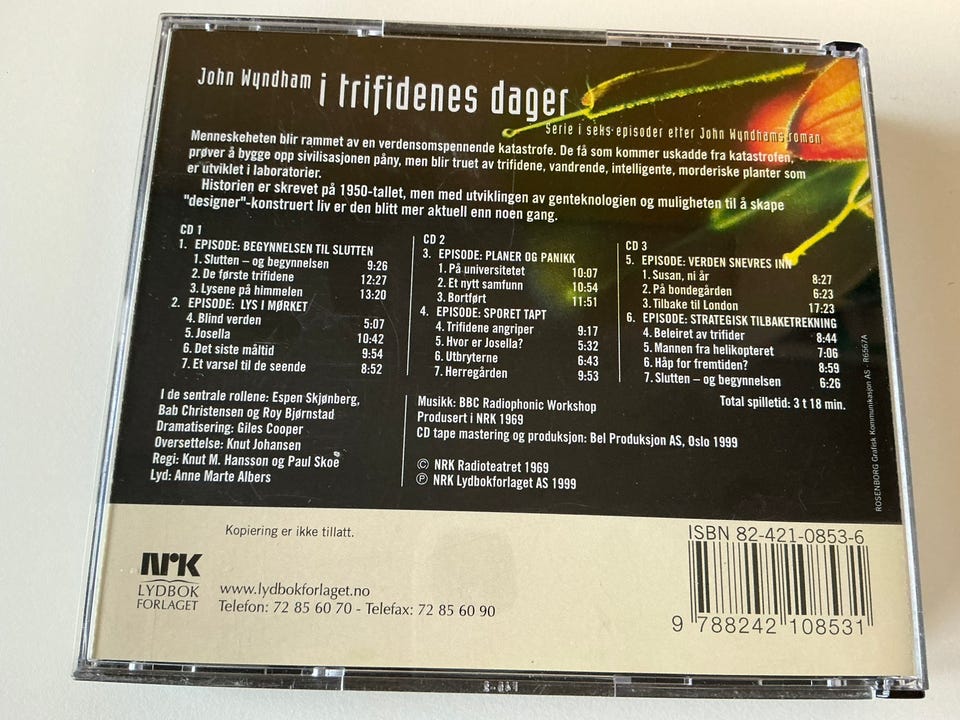 John Wyndham i trifidenes dager
Serie i seks episoder etter John Wyndhams roman
Menneskeheten blir rammet av en verdensomspennende katastrofe. De få som kommer uskadde fra katastrofen,
prøver å bygge opp sivilisasjonen påny, men blir truet av trifidene, vandrende, intelligente, morderiske planter som
er utviklet i laboratorier.
Historien er skrevet på 1950-tallet, men med utviklingen av genteknologien og muligheten til å skape
"designer"-konstruert liv er den blitt mer aktuell enn noen gang.
CD 1
1. EPISODE: BEGYNNELSEN TIL SLUTTEN
1. Slutten – og begynnelsen 9:26
2. De første trifidene 12:27
3. Lysene på himmelen 13:20
2. EPISODE: LYS I MØRKET
4. Blind verden 5:07
5. Josella 10:42
6. Det siste måltid 9:54
7. Et varsel til de seende 8:52
CD 2
3. EPISODE: PLANER OG PANIKK
1. På universitetet 10:07
2. Et nytt samfunn 10:54
3. Bortført 11:51
4. EPISODE: SPORET TAPT
4. Trifidene angriper 9:17
5. Hvor er Josella? 5:32
6. Utbryterne 6:43
7. Herregården 9:53
CD 3
5. EPISODE: VERDEN SNEVRES INN
1. Susan, ni år 8:27
2. På bondegården 6:23
3. Tilbake til London 17:23
6. EPISODE: STRATEGISK TILBAKETREKNING
4. Beleiret av trifider 8:44
5. Mannen fra helikopteret 7:06
6. Håp for fremtiden? 8:59
7. Slutten – og begynnelsen 6:26
Total spilletid: 3 t 18 min.
I de sentrale rollene: Espen Skjønberg,
Bab Christensen og Roy Bjørnstad
Dramatisering: Giles Cooper
Oversettelse: Knut Johansen
Regi: Knut M. Hansson og Paul Skoe
Lyd: Anne Marte Albers
Musikk: BBC Radiophonic Workshop
Produsert i NRK 1969
CD tape mastering og produksjon: Bel Produksjon AS, Oslo 1999
© NRK Radioteatret 1969
℗ NRK Lydbokforlaget AS 1999
ROSENBORG Grafisk Kommunikasjon AS - R6567A
Kopiering er ikke tillatt.
NRK
LYDBOK
FORLAGET
www.lydbokforlaget.no
Telefon: 72 85 60 70 - Telefax: 72 85 60 90
ISBN 82-421-0853-6
9 788242 108531